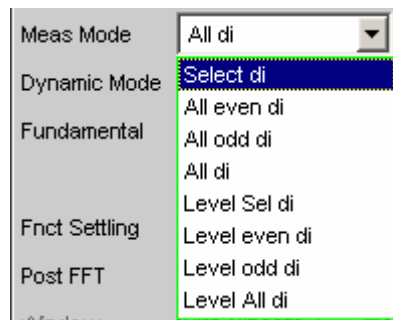 Meas Mode All di
Dynamic Mode Select di
All even di
Fundamental All odd di
All di
Level Sel di
Fnct Settling Level even di
Post FFT Level odd di
Level All di